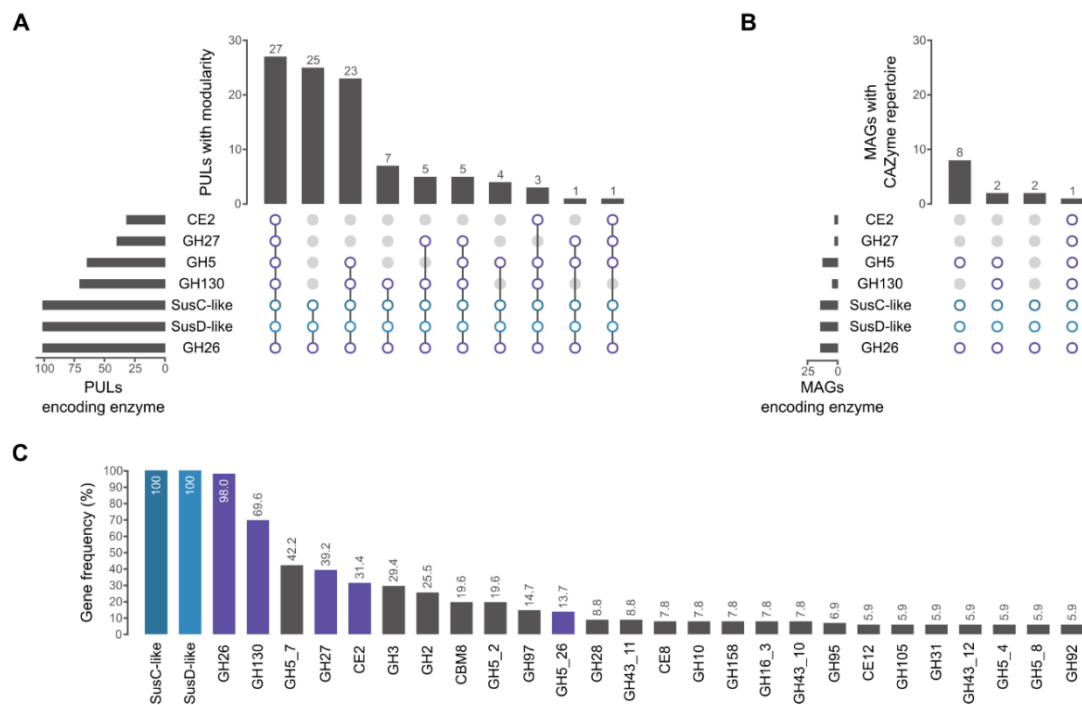 A
PULs with modularity
30
20
10
0
27
25
23
7
5
5
4
3
1
1
CE2
GH27
GH5
GH130
SusC-like
SusD-like
GH26
100
75
50
25
0
PULs
encoding enzyme
B
MAGs with
CAZyme repertoire
30
20
10
0
8
2
2
1
CE2
GH27
GH5
GH130
SusC-like
SusD-like
GH26
25
0
MAGs
encoding enzyme
C
Gene frequency (%)
100
90
80
70
60
50
40
30
20
10
0
100
100
98.0
69.6
42.2
39.2
31.4
29.4
25.5
19.6
19.6
14.7
13.7
8.8
8.8
7.8
7.8
7.8
7.8
7.8
6.9
5.9
5.9
5.9
5.9
5.9
5.9
5.9
SusC-like
SusD-like
GH26
GH130
GH5_7
GH27
CE2
GH3
GH2
CBM8
GH5_2
GH97
GH5_26
GH28
GH43_11
CE8
GH10
GH158
GH16_3
GH43_10
GH95
CE12
GH105
GH31
GH43_12
GH5_4
GH5_8
GH92